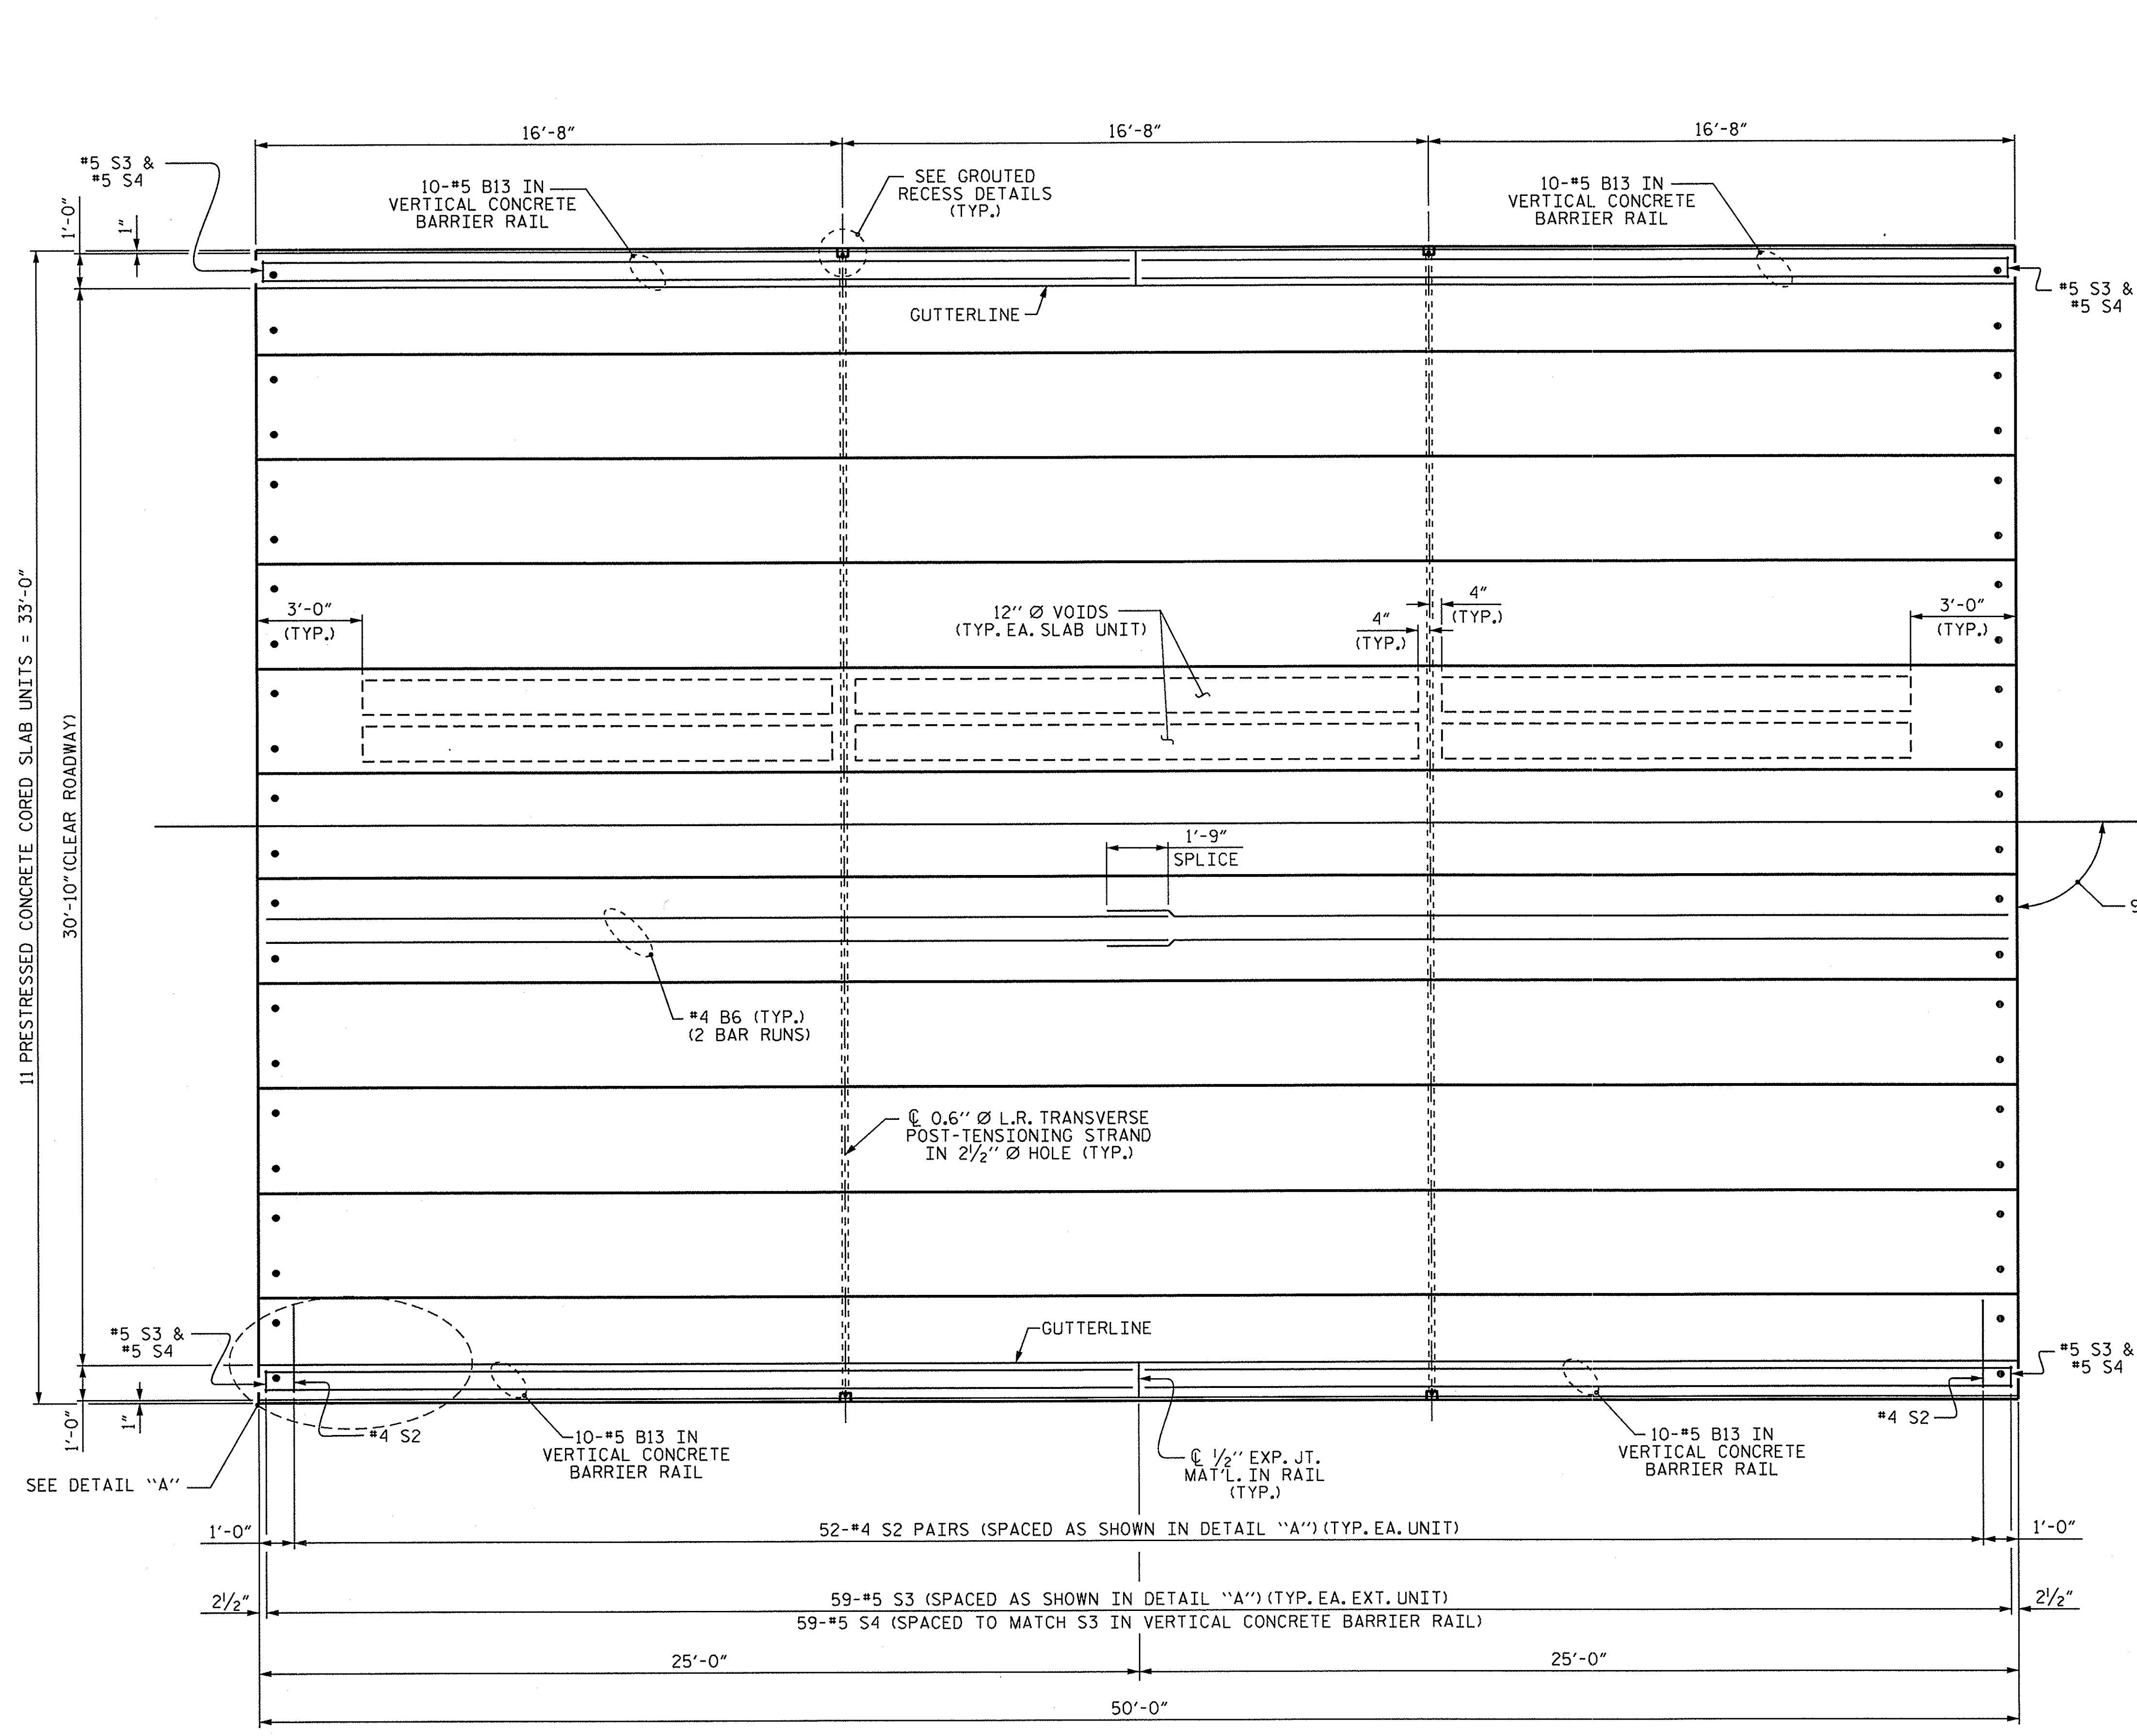 16'-8"
16'-8"
16'-8"
#5 S3 &
#5 S4
10-#5 B13 IN
VERTICAL CONCRETE
BARRIER RAIL
SEE GROUTED
RECESS DETAILS
(TYP.)
10-#5 B13 IN
VERTICAL CONCRETE
BARRIER RAIL
1'-0"
1"
#5 S3 &
#5 S4
GUTTERLINE
11 PRESTRESSED CONCRETE CORED SLAB UNITS = 33'-0"
30'-10" (CLEAR ROADWAY)
3'-0"
(TYP.)
12" Ø VOIDS
(TYP. EA. SLAB UNIT)
4"
(TYP.)
4"
(TYP.)
3'-0"
(TYP.)
1'-9"
SPLICE
9
#4 B6 (TYP.)
(2 BAR RUNS)
℄ 0.6" Ø L.R. TRANSVERSE
POST-TENSIONING STRAND
IN 2½" Ø HOLE (TYP.)
#5 S3 &
#5 S4
GUTTERLINE
#5 S3 &
#5 S4
1'-0"
1"
#4 S2
#4 S2
SEE DETAIL "A"
10-#5 B13 IN
VERTICAL CONCRETE
BARRIER RAIL
℄ ½" EXP. JT.
MAT'L. IN RAIL
(TYP.)
10-#5 B13 IN
VERTICAL CONCRETE
BARRIER RAIL
1'-0"
52-#4 S2 PAIRS (SPACED AS SHOWN IN DETAIL "A") (TYP. EA. UNIT)
1'-0"
2½"
59-#5 S3 (SPACED AS SHOWN IN DETAIL "A") (TYP. EA. EXT. UNIT)
59-#5 S4 (SPACED TO MATCH S3 IN VERTICAL CONCRETE BARRIER RAIL)
2½"
25'-0"
25'-0"
50'-0"